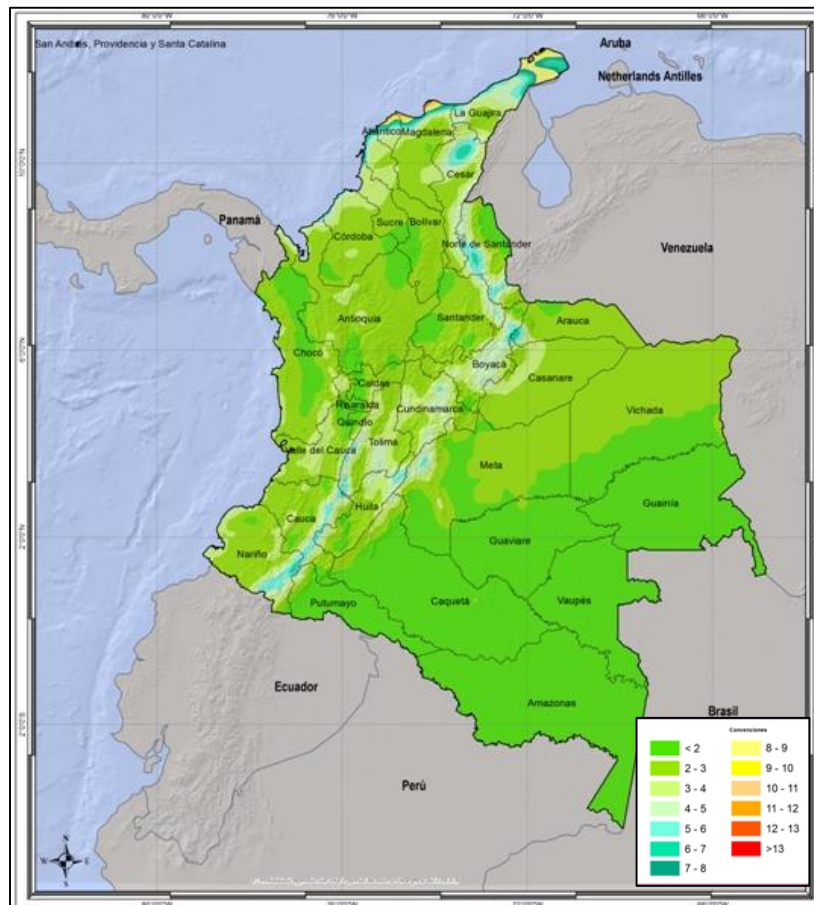 San Andrés, Providencia y Santa Catalina
Aruba
Netherlands Antilles
La Guajira
Atlántico
Magdalena
Cesar
Panamá
Sucre
Bolívar
Córdoba
Norte de Santander
Venezuela
Antioquia
Santander
Arauca
Chocó
Boyacá
Casanare
Caldas
Risaralda
Cundinamarca
Vichada
Quindío
Tolima
Valle del Cauca
Meta
Guainía
Huila
Cauca
Guaviare
Nariño
Vaupés
Putumayo
Caquetá
Ecuador
Amazonas
Brasil
Perú
Convenciones
< 2
2 - 3
3 - 4
4 - 5
5 - 6
6 - 7
7 - 8
8 - 9
9 - 10
10 - 11
11 - 12
12 - 13
>13
N
W
E
S